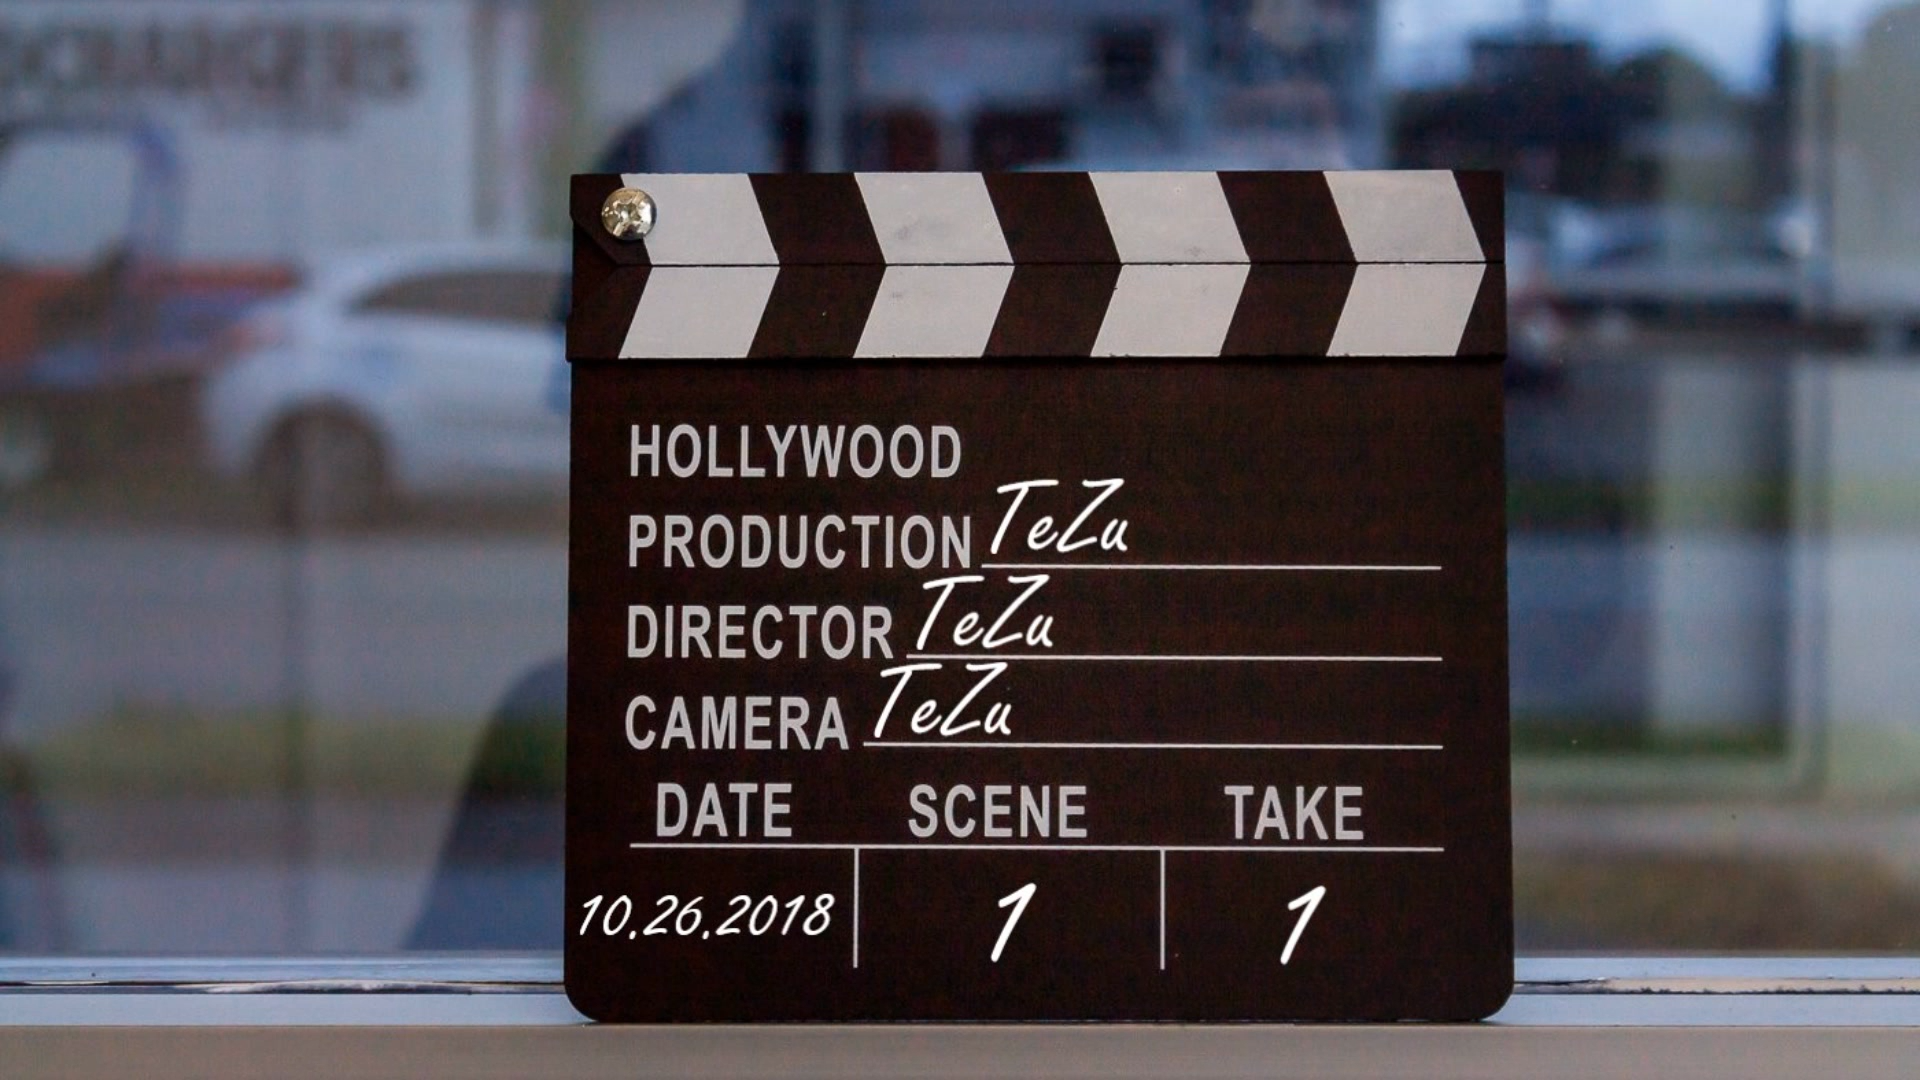 HOLLYWOOD
PRODUCTION TeZu
DIRECTOR TeZu
CAMERA TeZu
DATE SCENE TAKE
10.26.2018 1 1